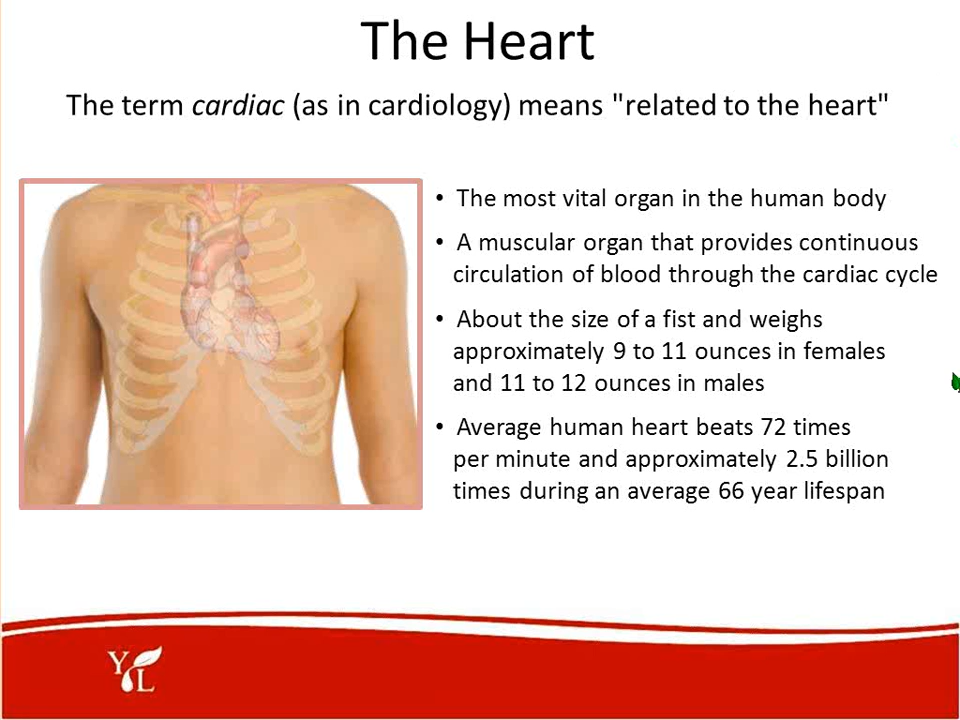 The Heart
The term cardiac (as in cardiology) means "related to the heart"
• The most vital organ in the human body
• A muscular organ that provides continuous
circulation of blood through the cardiac cycle
• About the size of a fist and weighs
approximately 9 to 11 ounces in females
and 11 to 12 ounces in males
• Average human heart beats 72 times
per minute and approximately 2.5 billion
times during an average 66 year lifespan
YL